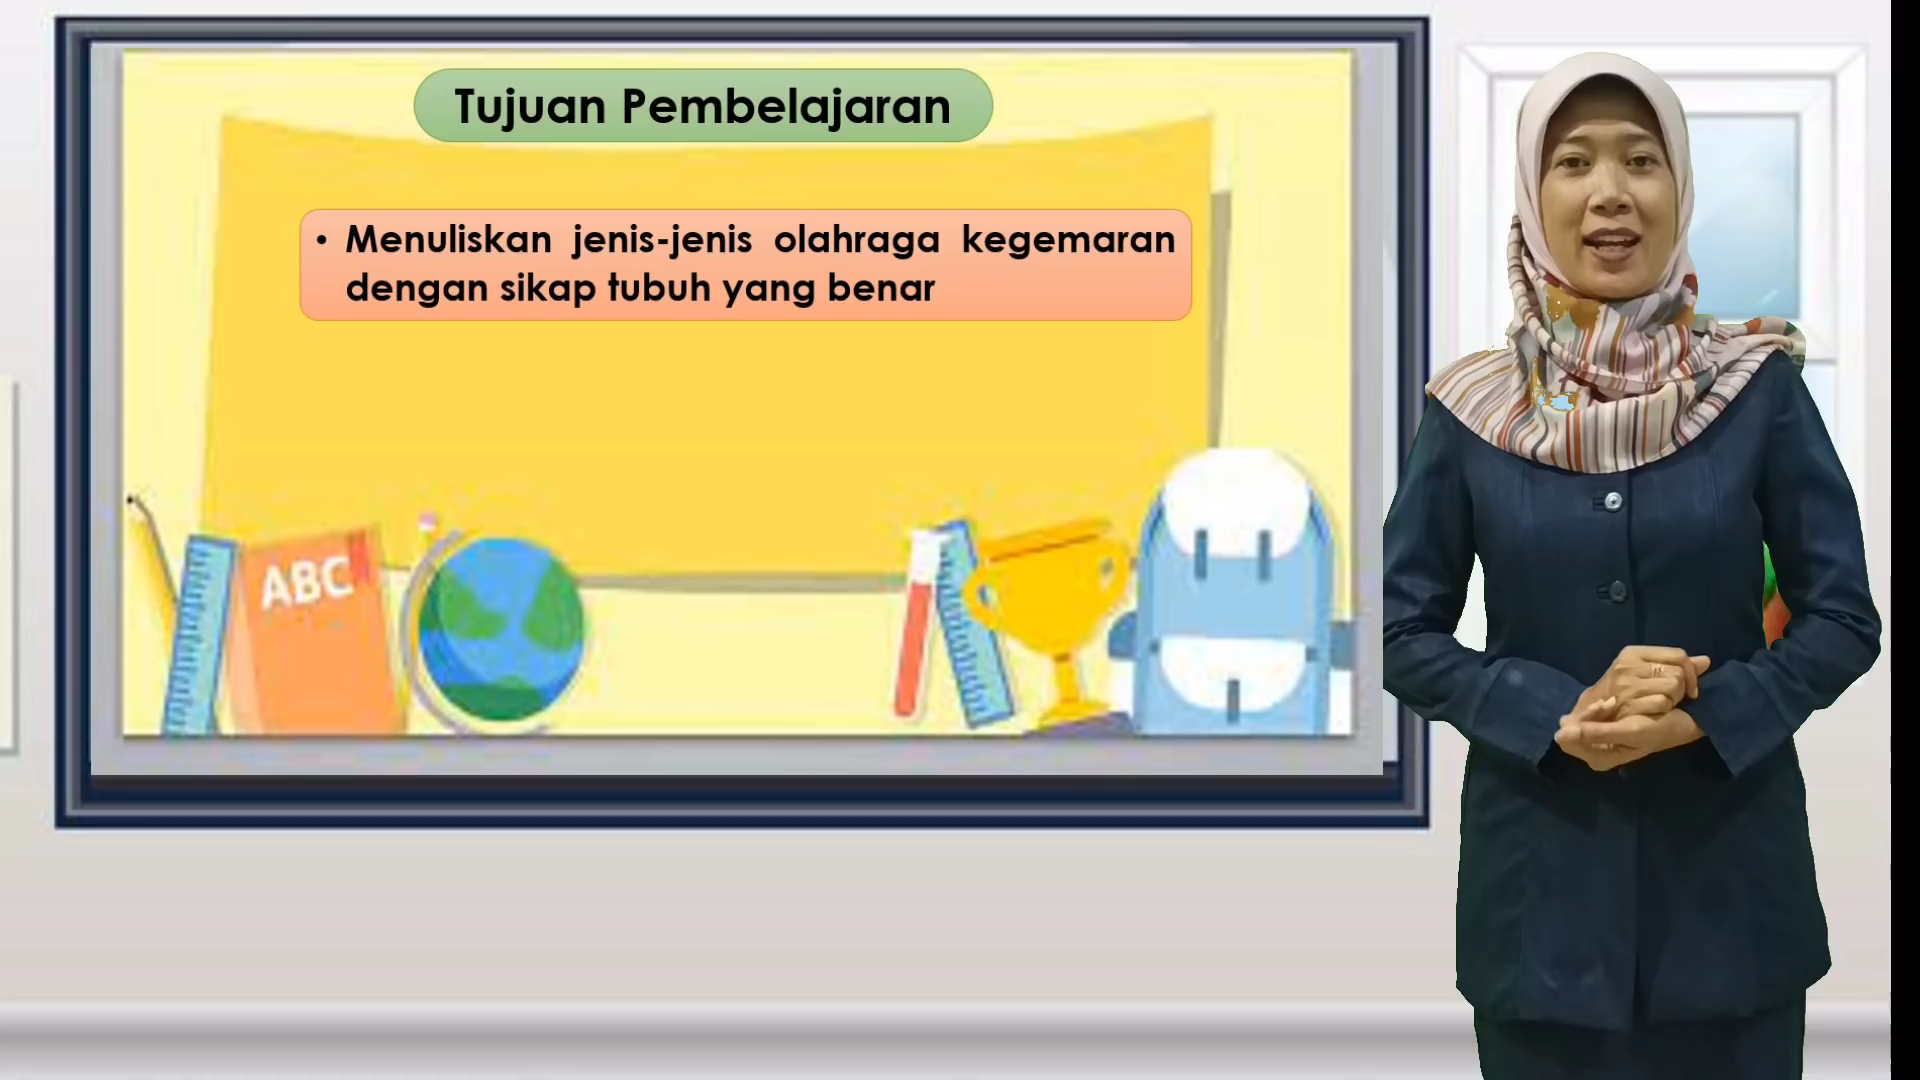 Tujuan Pembelajaran
• Menuliskan jenis-jenis olahraga kegemaran
dengan sikap tubuh yang benar
ABC